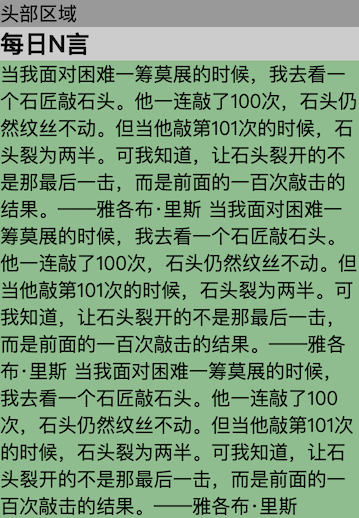 头部区域
每日N言
当我面对困难一筹莫展的时候，我去看一
个石匠敲石头。他一连敲了100次，石头仍
然纹丝不动。但当他敲第101次的时候，石
头裂为两半。可我知道，让石头裂开的不
是那最后一击，而是前面的一百次敲击的
结果。——雅各布·里斯 当我面对困难一
筹莫展的时候，我去看一个石匠敲石头。
他一连敲了100次，石头仍然纹丝不动。但
当他敲第101次的时候，石头裂为两半。可
我知道，让石头裂开的不是那最后一击，
而是前面的一百次敲击的结果。——雅各
布·里斯 当我面对困难一筹莫展的时候，
我去看一个石匠敲石头。他一连敲了100
次，石头仍然纹丝不动。但当他敲第101次
的时候，石头裂为两半。可我知道，让石
头裂开的不是那最后一击，而是前面的一
百次敲击的结果。——雅各布·里斯